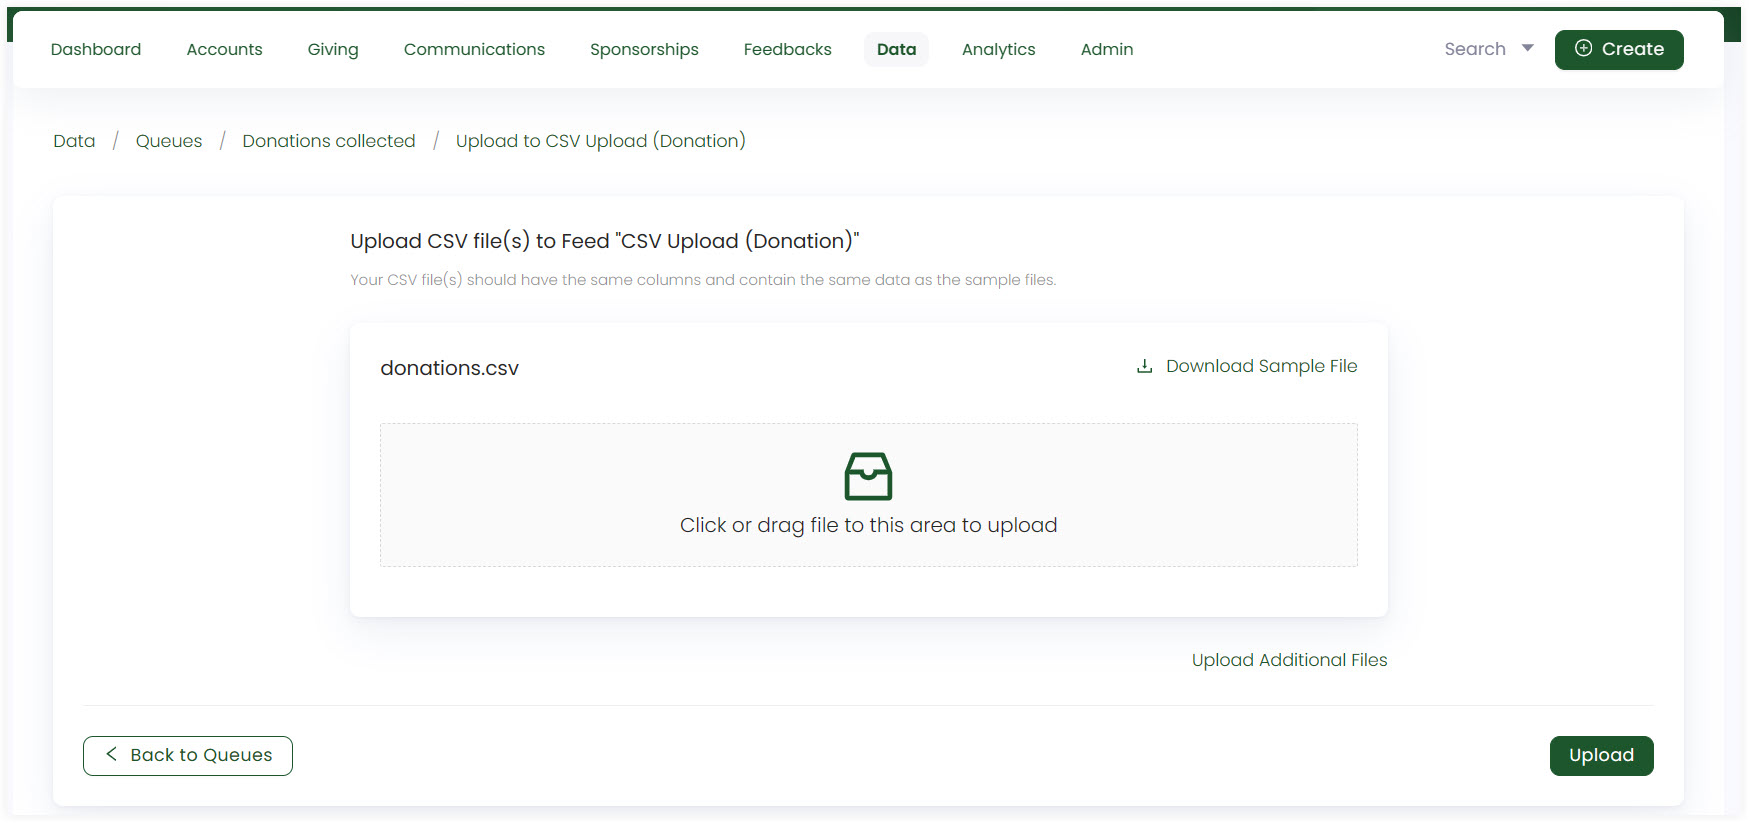 Dashboard Accounts Giving Communications Sponsorships Feedbacks Data Analytics Admin Search Create
Data / Queues / Donations collected / Upload to CSV Upload (Donation)
Upload CSV file(s) to Feed "CSV Upload (Donation)"
Your CSV file(s) should have the same columns and contain the same data as the sample files.
donations.csv Download Sample File
Click or drag file to this area to upload
Upload Additional Files
Back to Queues Upload